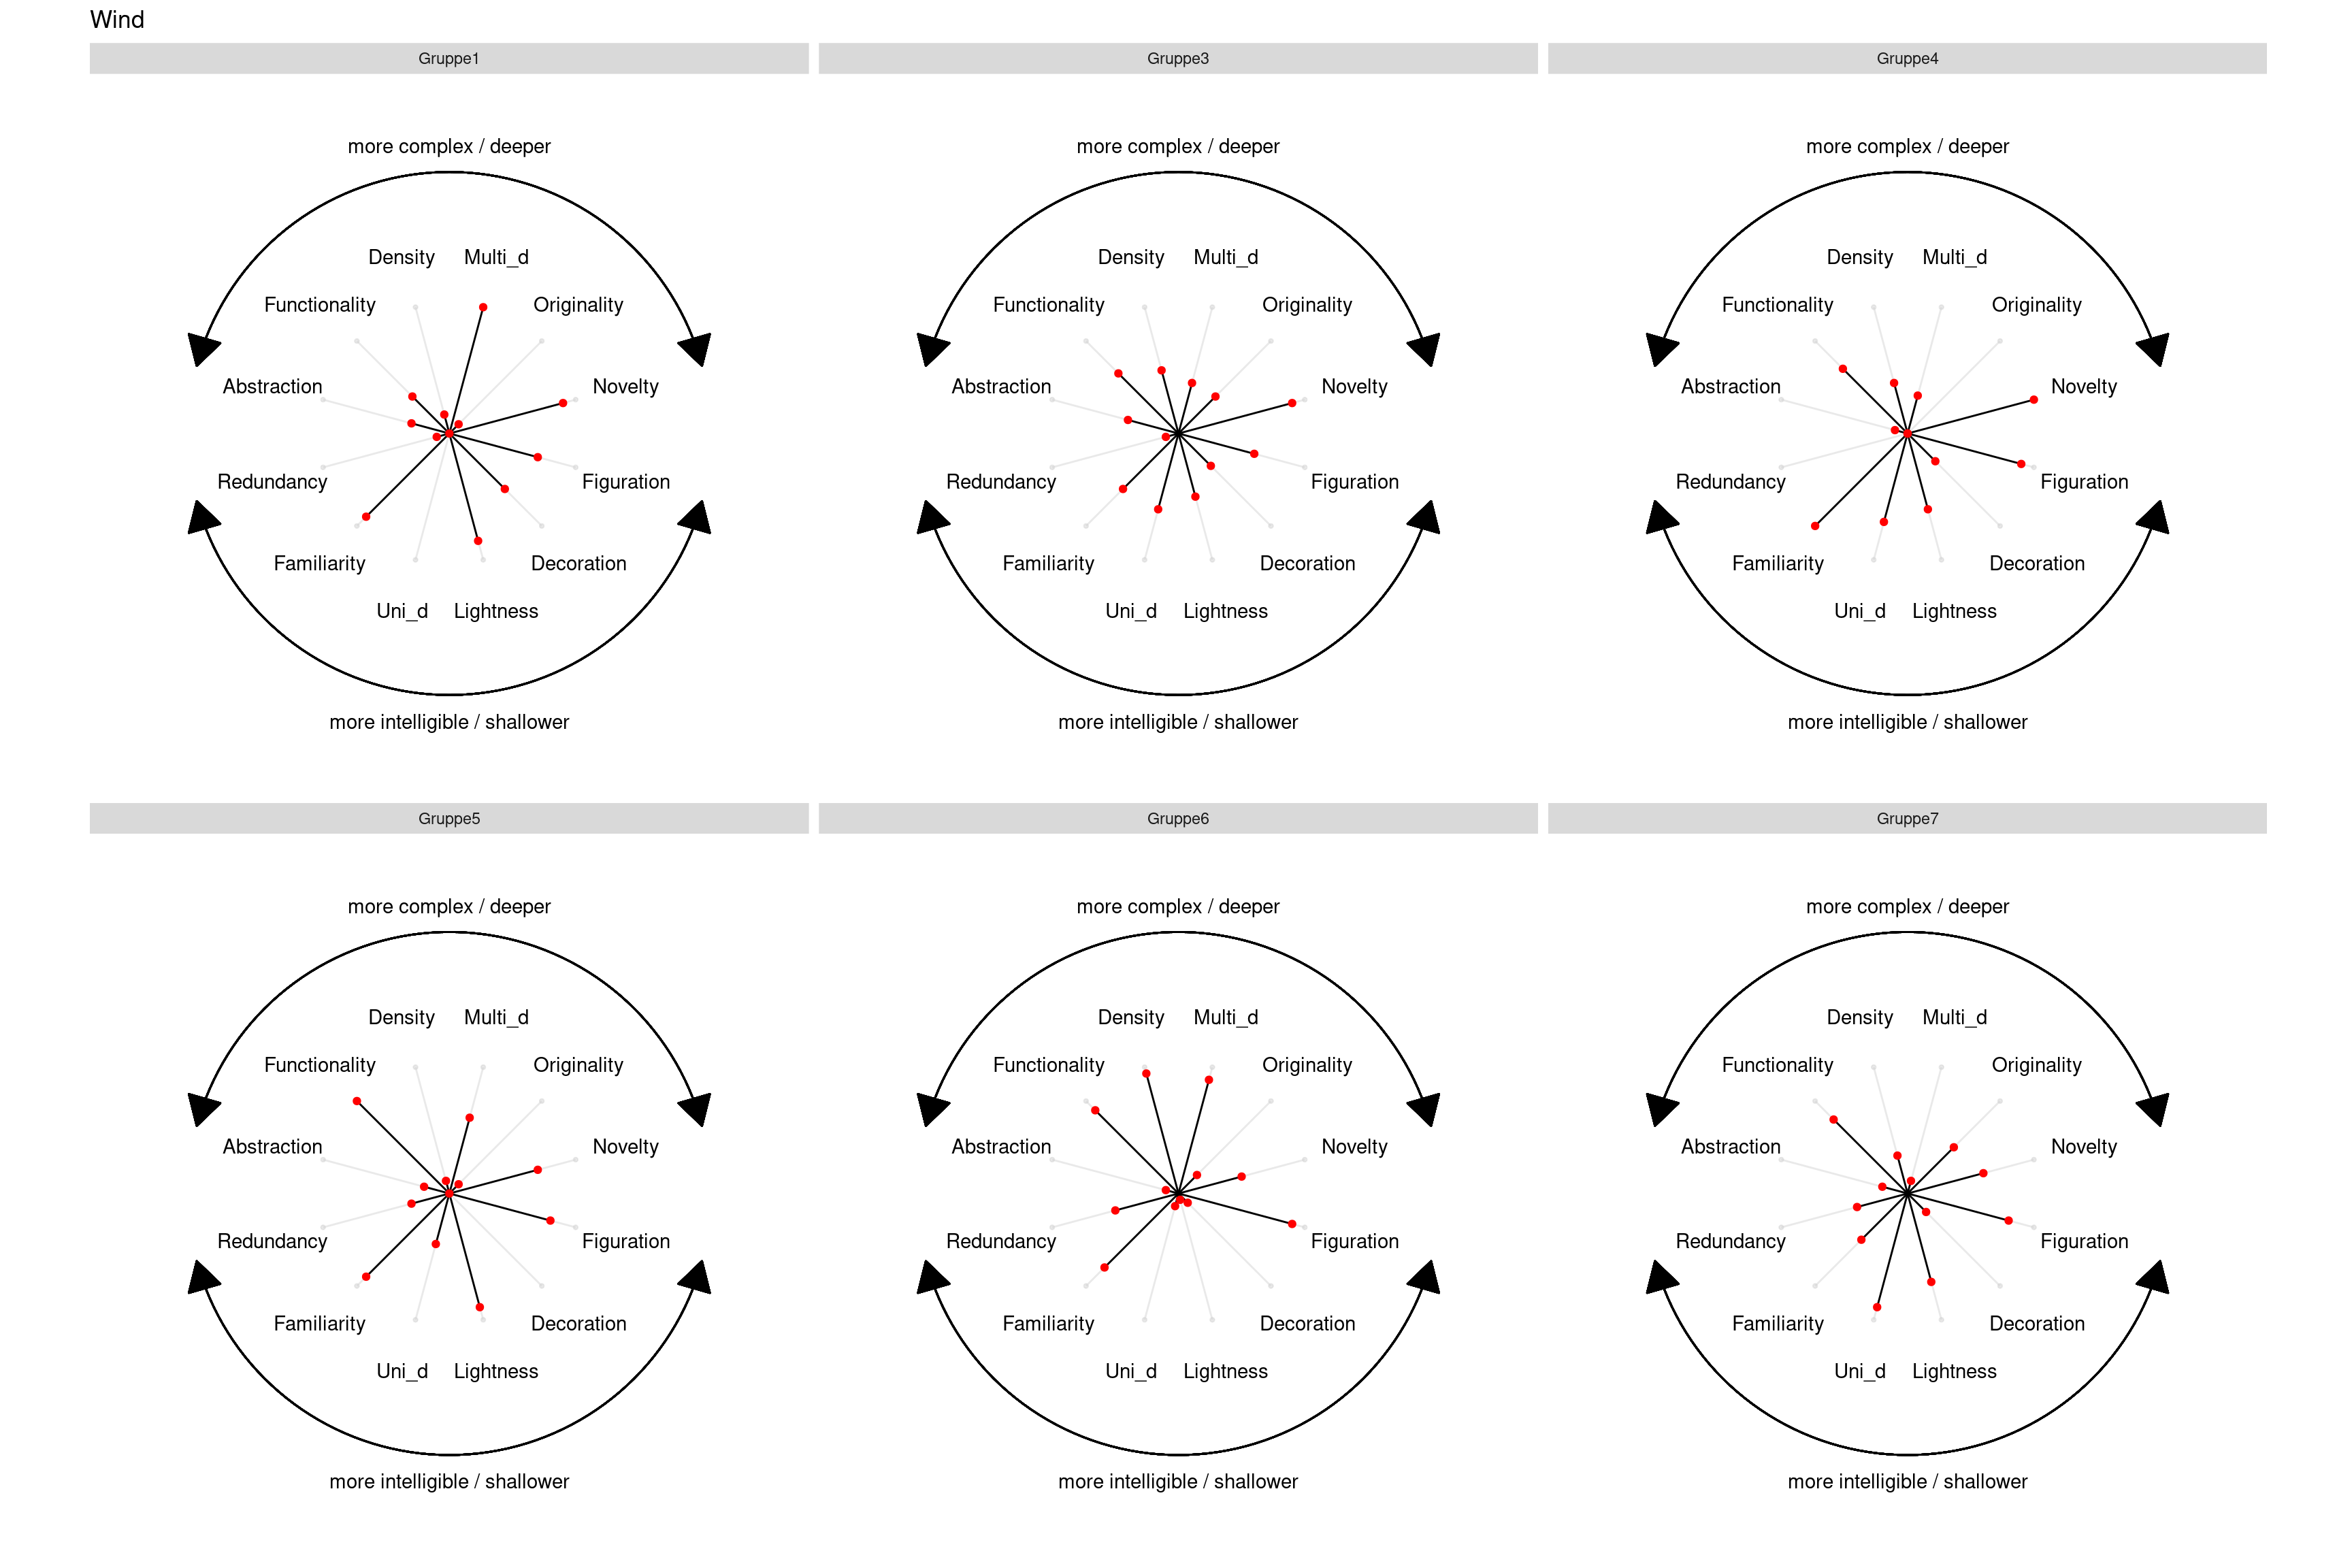 Wind
Gruppe1
more complex / deeper
Density Multi_d
Functionality Originality
Abstraction Novelty
Redundancy Figuration
Familiarity Decoration
Uni_d Lightness
more intelligible / shallower
Gruppe3
more complex / deeper
Density Multi_d
Functionality Originality
Abstraction Novelty
Redundancy Figuration
Familiarity Decoration
Uni_d Lightness
more intelligible / shallower
Gruppe4
more complex / deeper
Density Multi_d
Functionality Originality
Abstraction Novelty
Redundancy Figuration
Familiarity Decoration
Uni_d Lightness
more intelligible / shallower
Gruppe5
more complex / deeper
Density Multi_d
Functionality Originality
Abstraction Novelty
Redundancy Figuration
Familiarity Decoration
Uni_d Lightness
more intelligible / shallower
Gruppe6
more complex / deeper
Density Multi_d
Functionality Originality
Abstraction Novelty
Redundancy Figuration
Familiarity Decoration
Uni_d Lightness
more intelligible / shallower
Gruppe7
more complex / deeper
Density Multi_d
Functionality Originality
Abstraction Novelty
Redundancy Figuration
Familiarity Decoration
Uni_d Lightness
more intelligible / shallower